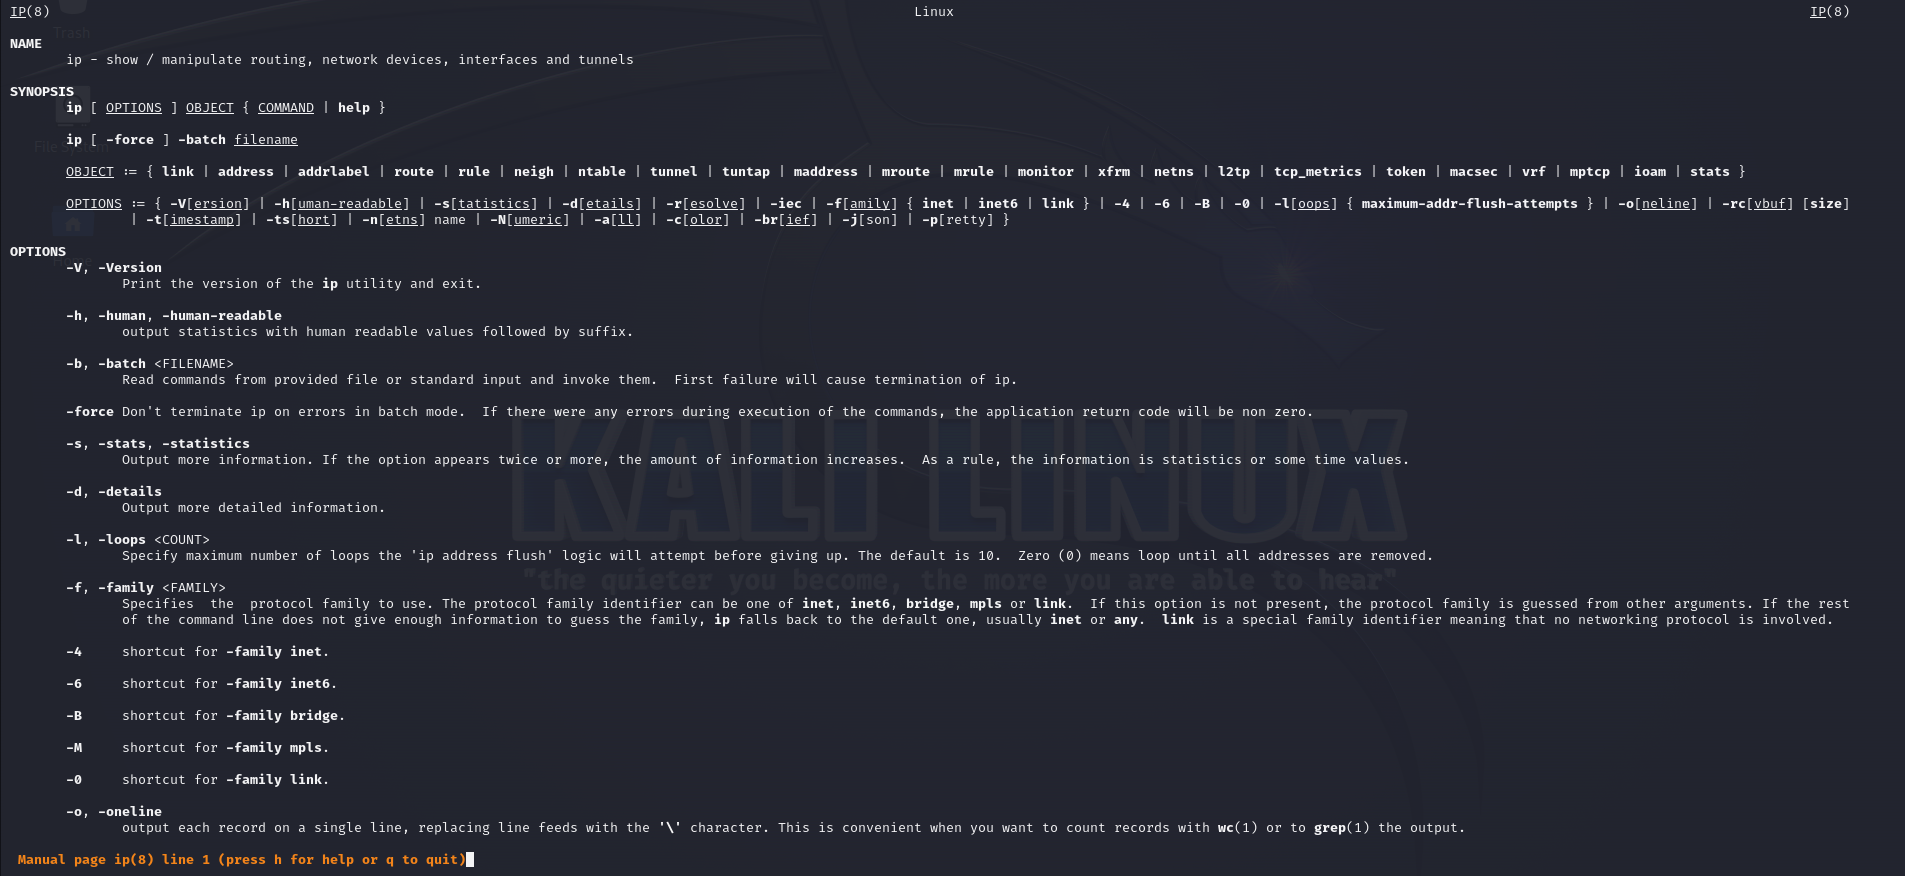 IP(8) Linux IP(8)
Trash
NAME
ip - show / manipulate routing, network devices, interfaces and tunnels
SYNOPSIS
ip [ OPTIONS ] OBJECT { COMMAND | help }
ip [ -force ] -batch filename
File System
OBJECT := { link | address | addrlabel | route | rule | neigh | ntable | tunnel | tuntap | maddress | mroute | mrule | monitor | xfrm | netns | l2tp | tcp_metrics | token | macsec | vrf | mptcp | ioam | stats }
OPTIONS := { -V[ersion] | -h[uman-readable] | -s[tatistics] | -d[etails] | -r[esolve] | -iec | -f[amily] { inet | inet6 | link } | -4 | -6 | -B | -0 | -l[oops] { maximum-addr-flush-attempts } | -o[neline] | -rc[vbuf] [size]
| -t[imestamp] | -ts[hort] | -n[etns] name | -N[umeric] | -a[ll] | -c[olor] | -br[ief] | -j[son] | -p[retty] }
OPTIONS
-V, -Version
Print the version of the ip utility and exit.
-h, -human, -human-readable
output statistics with human readable values followed by suffix.
-b, -batch <FILENAME>
Read commands from provided file or standard input and invoke them.  First failure will cause termination of ip.
-force Don't terminate ip on errors in batch mode.  If there were any errors during execution of the commands, the application return code will be non zero.
-s, -stats, -statistics
Output more information. If the option appears twice or more, the amount of information increases.  As a rule, the information is statistics or some time values.
KALI LINUX
-d, -details
Output more detailed information.
-l, -loops <COUNT>
Specify maximum number of loops the 'ip address flush' logic will attempt before giving up. The default is 10.  Zero (0) means loop until all addresses are removed.
"the quieter you become, the more you are able to hear"
-f, -family <FAMILY>
Specifies  the  protocol family to use. The protocol family identifier can be one of inet, inet6, bridge, mpls or link.  If this option is not present, the protocol family is guessed from other arguments. If the rest
of the command line does not give enough information to guess the family, ip falls back to the default one, usually inet or any.  link is a special family identifier meaning that no networking protocol is involved.
-4 shortcut for -family inet.
-6 shortcut for -family inet6.
-B shortcut for -family bridge.
-M shortcut for -family mpls.
-0 shortcut for -family link.
-o, -oneline
output each record on a single line, replacing line feeds with the '\' character. This is convenient when you want to count records with wc(1) or to grep(1) the output.
Manual page ip(8) line 1 (press h for help or q to quit)